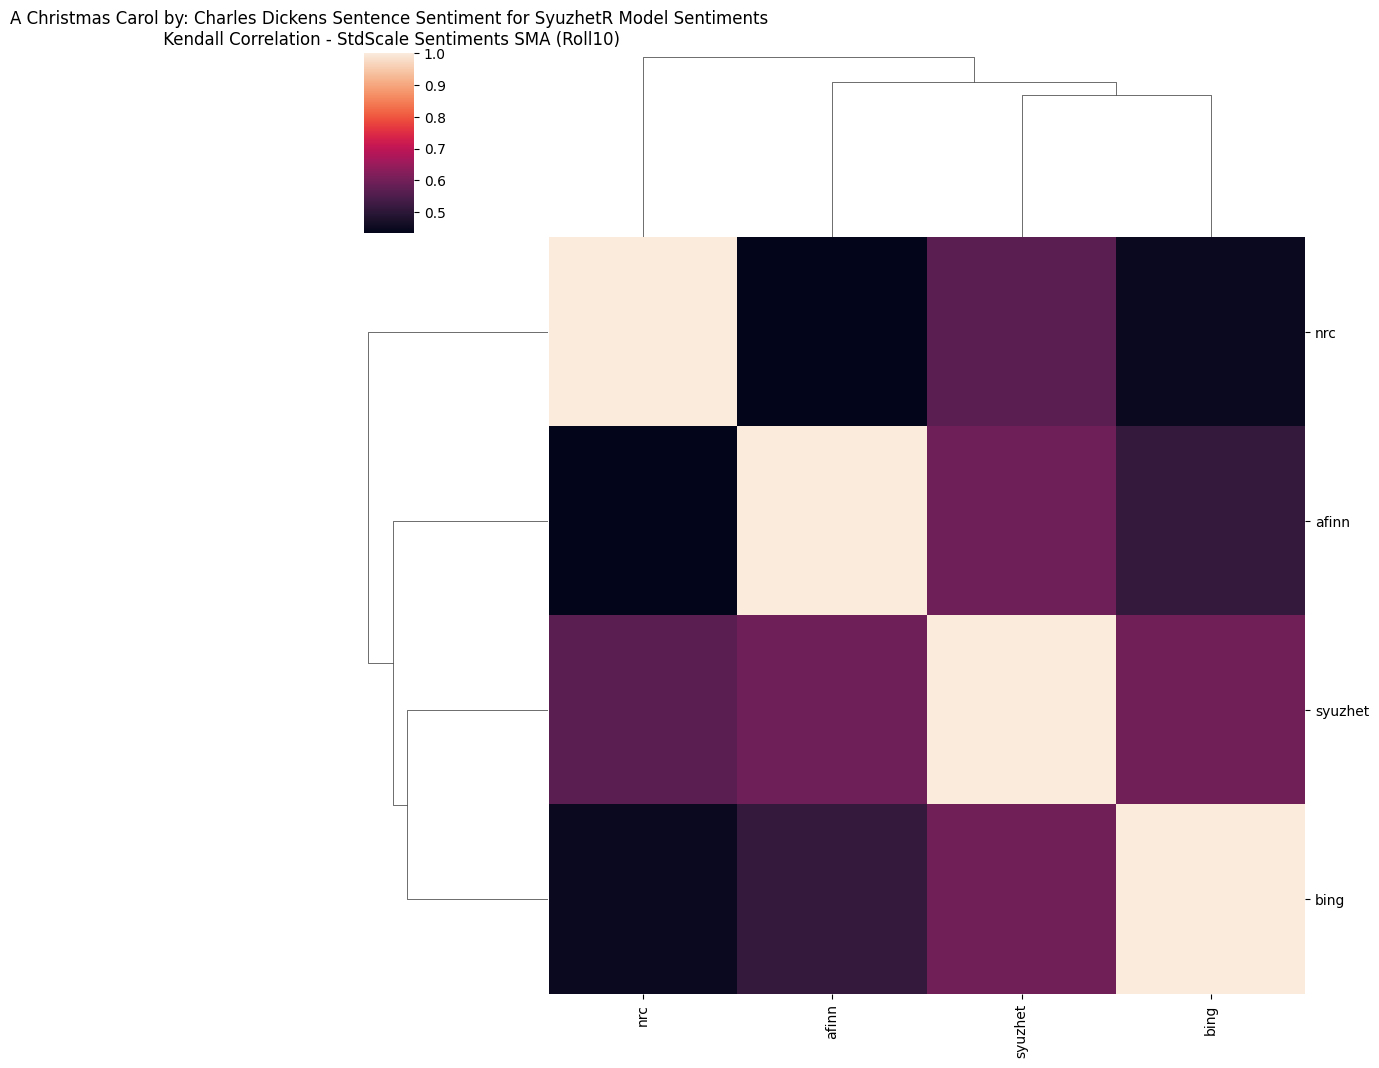 A Christmas Carol by: Charles Dickens Sentence Sentiment for SyuzhetR Model Sentiments
Kendall Correlation - StdScale Sentiments SMA (Roll10)
1.0
0.9
0.8
0.7
0.6
0.5
nrc
afinn
syuzhet
bing
nrc
afinn
syuzhet
bing